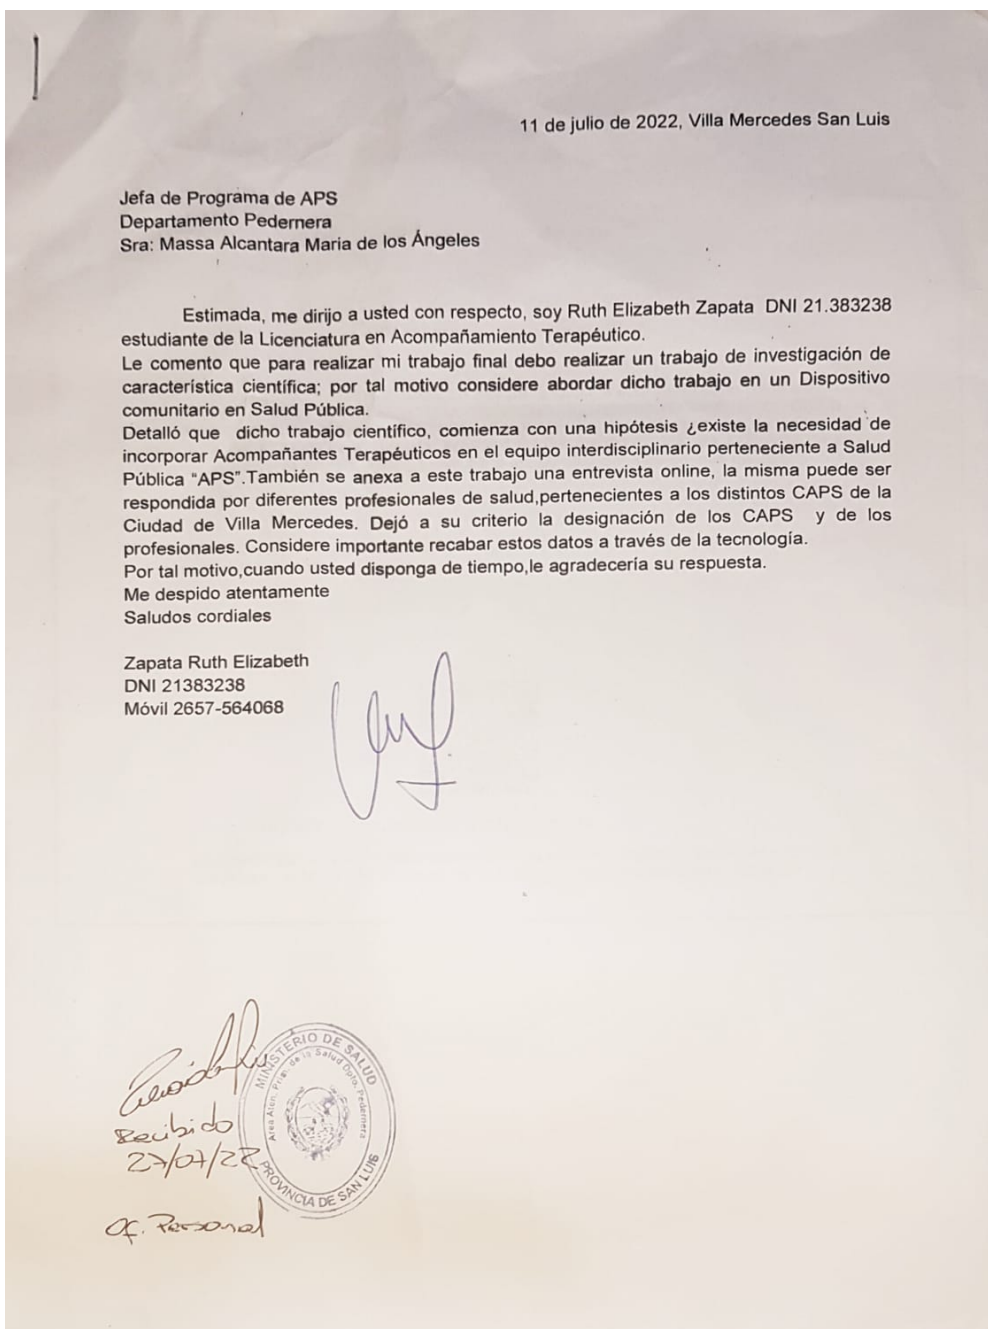 11 de julio de 2022, Villa Mercedes San Luis
Jefa de Programa de APS
Departamento Pedernera
Sra: Massa Alcantara Maria de los Ángeles
Estimada, me dirijo a usted con respecto, soy Ruth Elizabeth Zapata  DNI 21.383238
estudiante de la Licenciatura en Acompañamiento Terapéutico.
Le comento que para realizar mi trabajo final debo realizar un trabajo de investigación de
característica científica; por tal motivo considere abordar dicho trabajo en un Dispositivo
comunitario en Salud Pública.
Detalló que  dicho trabajo científico, comienza con una hipótesis ¿existe la necesidad de
incorporar Acompañantes Terapéuticos en el equipo interdisciplinario perteneciente a Salud
Pública “APS”.También se anexa a este trabajo una entrevista online, la misma puede ser
respondida por diferentes profesionales de salud,pertenecientes a los distintos CAPS de la
Ciudad de Villa Mercedes. Dejó a su criterio la designación de los CAPS  y de los
profesionales. Considere importante recabar estos datos a través de la tecnología.
Por tal motivo,cuando usted disponga de tiempo,le agradecería su respuesta.
Me despido atentamente
Saludos cordiales
Zapata Ruth Elizabeth
DNI 21383238
Móvil 2657-564068
MINISTERIO DE SALUD
Area Aten. Prim. de la Salud Dpto. Pedernera
PROVINCIA DE SAN LUIS
Recibido
27/07/22
Of. Personal